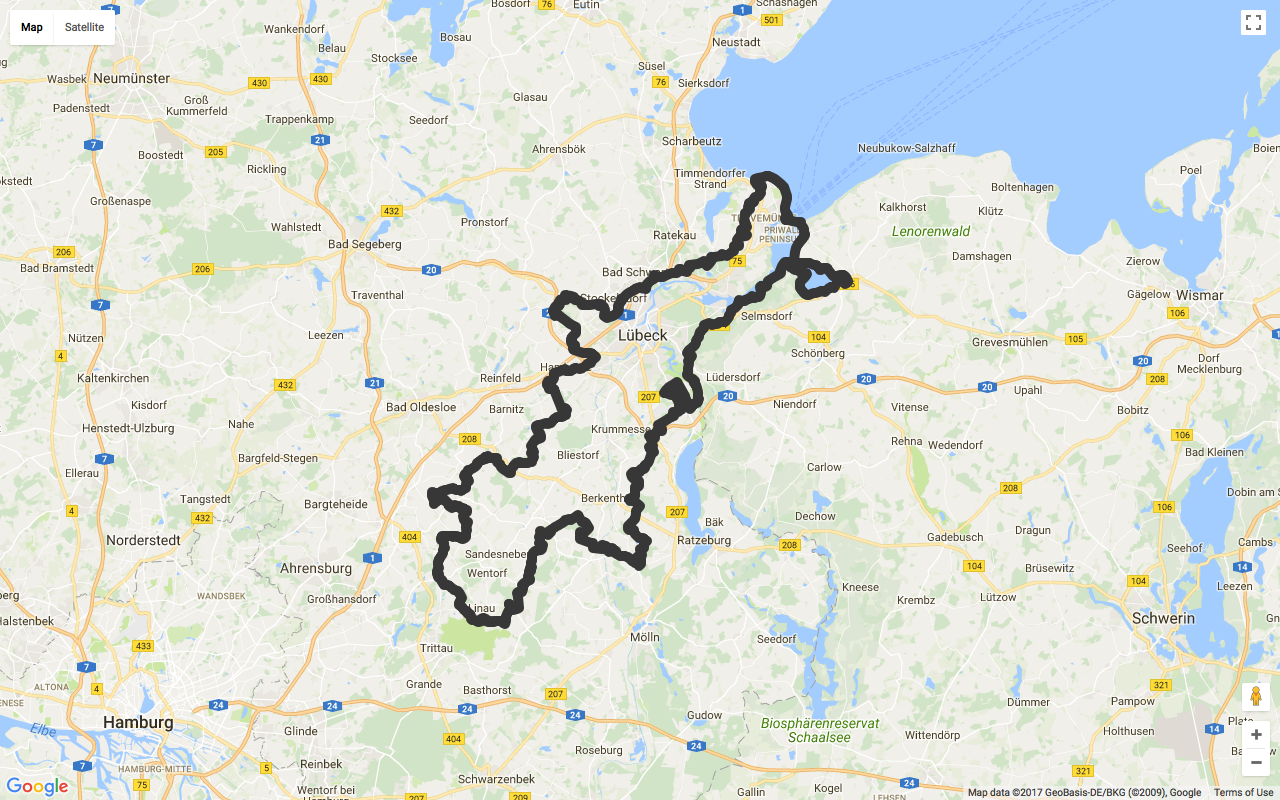 Map
Satellite
Bosdorf
76
Eutin
1
Schashagen
501
Wankendorf
Bosau
Neustadt
Belau
Stocksee
Süsel
Neumünster
Wasbek
430
430
76
Sierksdorf
Groß
Kummerfeld
Glasau
Padenstedt
Trappenkamp
Seedorf
7
21
Scharbeutz
Boostedt
205
Ahrensbök
Neubukow-Salzhaff
Rickling
Timmendorfer
Strand
Poel
Boltenhagen
Großenaspe
432
Kalkhorst
Klütz
Wahlstedt
Pronstorf
PRIWALL
Lenorenwald
Bad Segeberg
Ratekau
206
Damshagen
75
Zierow
Bad Bramstedt
206
20
Traventhal
Gägelow
Wismar
7
Stockelsdorf
106
1
Selmsdorf
Leezen
Lübeck
104
105
Nützen
Grevesmühlen
4
Schönberg
20
Dorf
Mecklenburg
Kaltenkirchen
432
21
Reinfeld
Lüdersdorf
20
20
208
Upahl
Kisdorf
Bad Oldesloe
Barnitz
207
20
Niendorf
Vitense
Bobitz
Henstedt-Ulzburg
Nahe
Krummesse
208
Rehna
Wedendorf
106
Bad Kleinen
7
Bargfeld-Stegen
Bliestorf
Carlow
Ellerau
Tangstedt
Bargteheide
Berkenthin
208
4
432
207
Bäk
Dechow
106
Norderstedt
404
Ratzeburg
208
Gadebusch
Dragun
Seehof
Cambs
Ahrensburg
1
Sandesneben
Wentorf
104
Brüsewitz
14
Großhansdorf
Kneese
104
Leezen
WANDSBEK
Linau
Krembz
Lützow
Schwerin
433
Trittau
Mölln
Seedorf
7
4
ALTONA
Grande
Basthorst
207
321
24
24
24
24
Dümmer
Pampow
Hamburg
Elbe
Glinde
404
Gudow
Biosphärenreservat
Schaalsee
Wittendörp
Holthusen
14
Roseburg
24
7
HAMBURG-MITTE
5
Reinbek
321
75
Wentorf bei
Schwarzenbek
24
209
Gallin
Kogel
Google
Map data ©2017 GeoBasis-DE/BKG (©2009), Google
Terms of Use